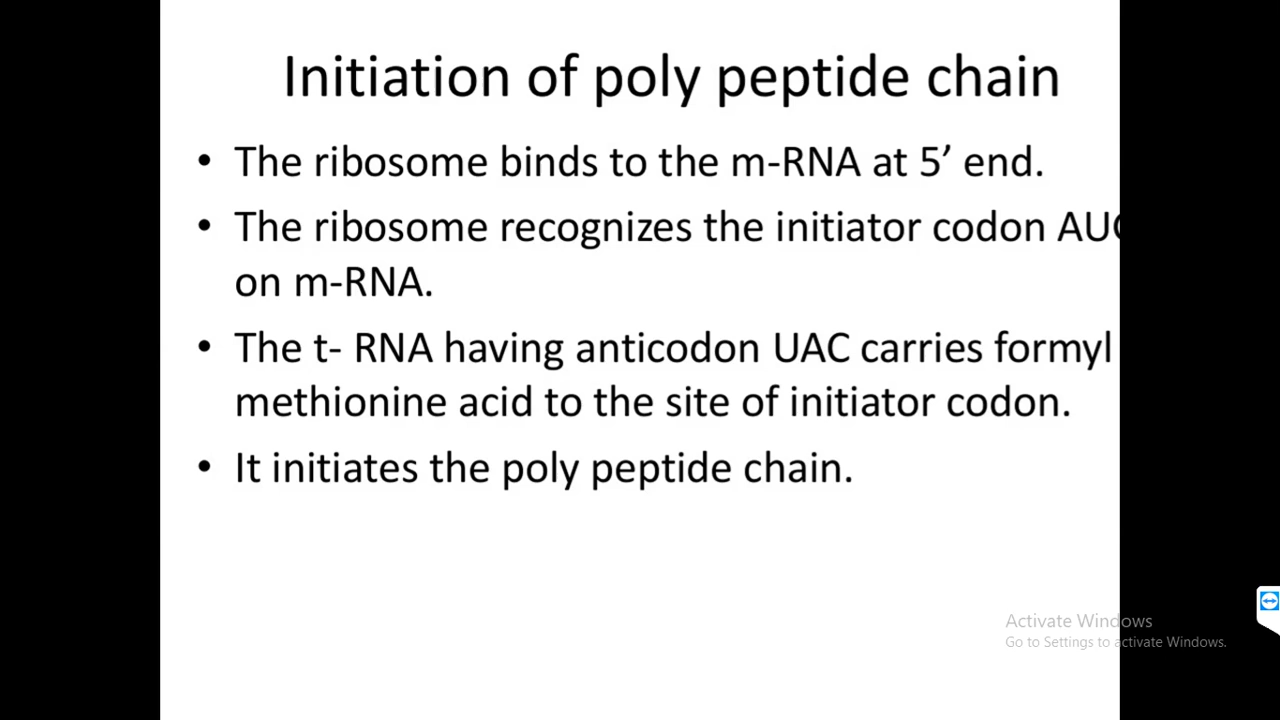 Initiation of poly peptide chain
• The ribosome binds to the m-RNA at 5’ end.
• The ribosome recognizes the initiator codon
on m-RNA.
• The t- RNA having anticodon UAC carries formyl
methionine acid to the site of initiator codon.
• It initiates the poly peptide chain.
Activate Windows
Go to Settings to activate Windows.